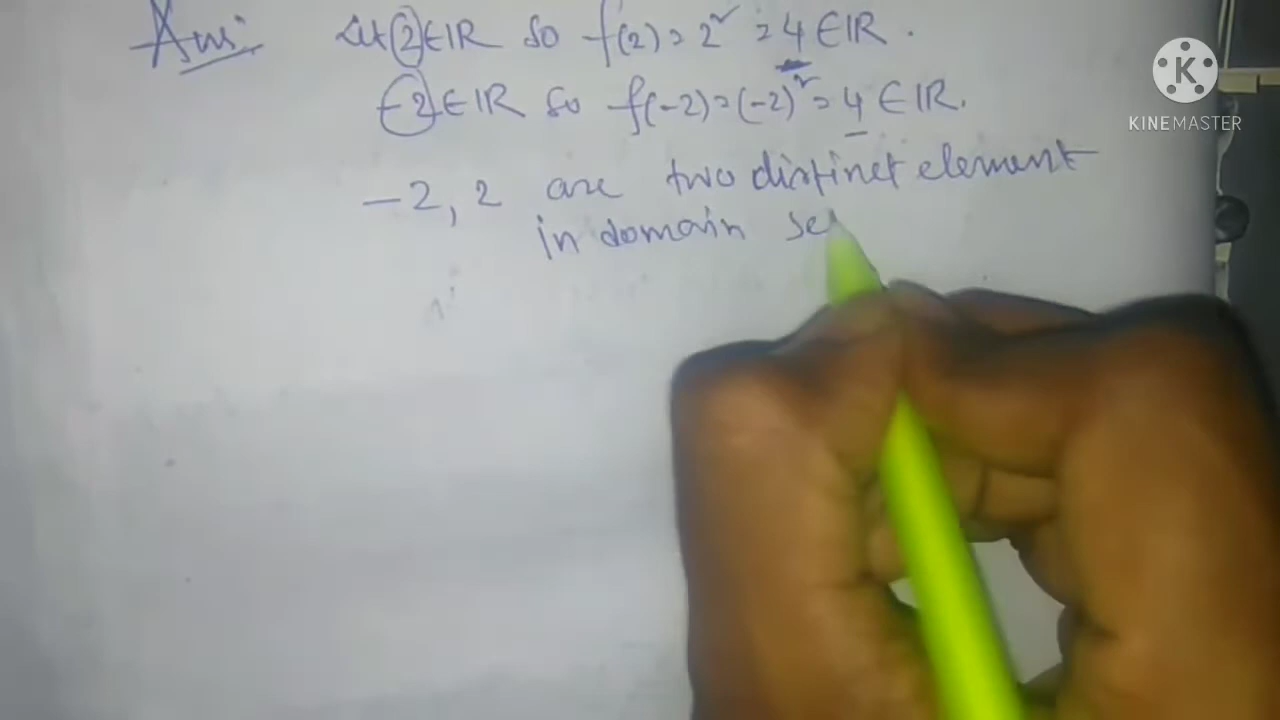 Ans: Let 2 ∈ IR so f(2) = 2² = 4 ∈ IR.
-2 ∈ IR so f(-2) = (-2)² = 4 ∈ IR.
-2, 2 are two distinct element
in domain se
K
KINEMASTER